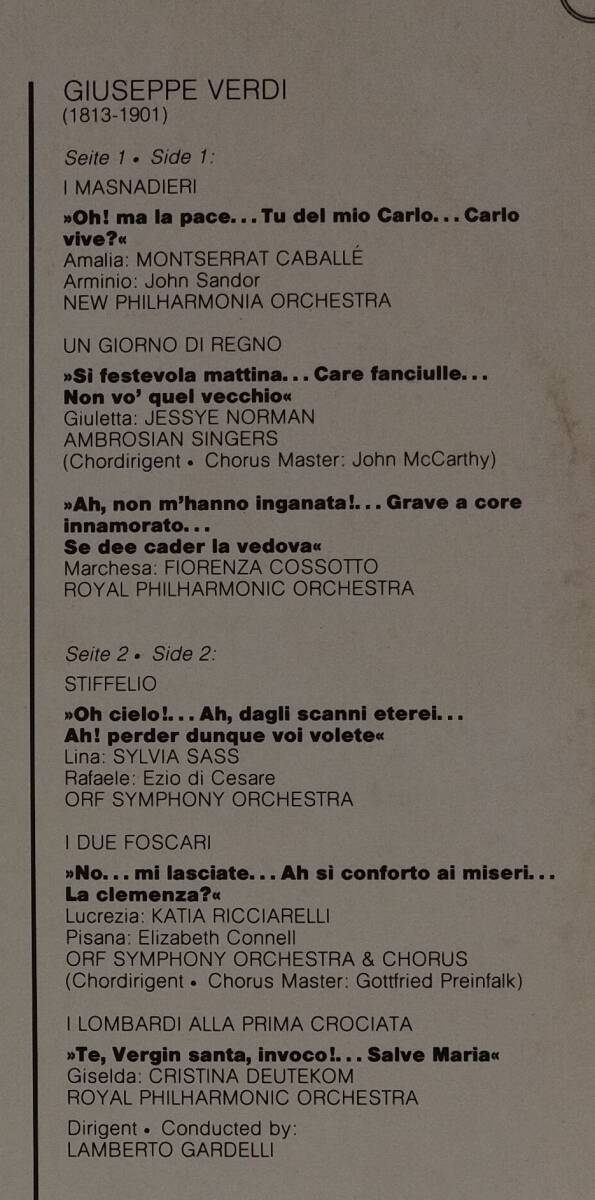 GIUSEPPE VERDI
(1813-1901)
Seite 1 • Side 1:
I MASNADIERI
»Oh! ma la pace... Tu del mio Carlo... Carlo
vive?«
Amalia: MONTSERRAT CABALLÉ
Arminio: John Sandor
NEW PHILHARMONIA ORCHESTRA
UN GIORNO DI REGNO
»Sì festevola mattina... Care fanciulle...
Non vo' quel vecchio«
Giuletta: JESSYE NORMAN
AMBROSIAN SINGERS
(Chordirigent • Chorus Master: John McCarthy)
»Ah, non m'hanno inganata!... Grave a core
innamorato...
Se dee cader la vedova«
Marchesa: FIORENZA COSSOTTO
ROYAL PHILHARMONIC ORCHESTRA
Seite 2 • Side 2:
STIFFELIO
»Oh cielo!... Ah, dagli scanni eterei...
Ah! perder dunque voi volete«
Lina: SYLVIA SASS
Rafaele: Ezio di Cesare
ORF SYMPHONY ORCHESTRA
I DUE FOSCARI
»No... mi lasciate... Ah sì conforto ai miseri...
La clemenza?«
Lucrezia: KATIA RICCIARELLI
Pisana: Elizabeth Connell
ORF SYMPHONY ORCHESTRA & CHORUS
(Chordirigent • Chorus Master: Gottfried Preinfalk)
I LOMBARDI ALLA PRIMA CROCIATA
»Te, Vergin santa, invoco!... Salve Maria«
Giselda: CRISTINA DEUTEKOM
ROYAL PHILHARMONIC ORCHESTRA
Dirigent • Conducted by:
LAMBERTO GARDELLI